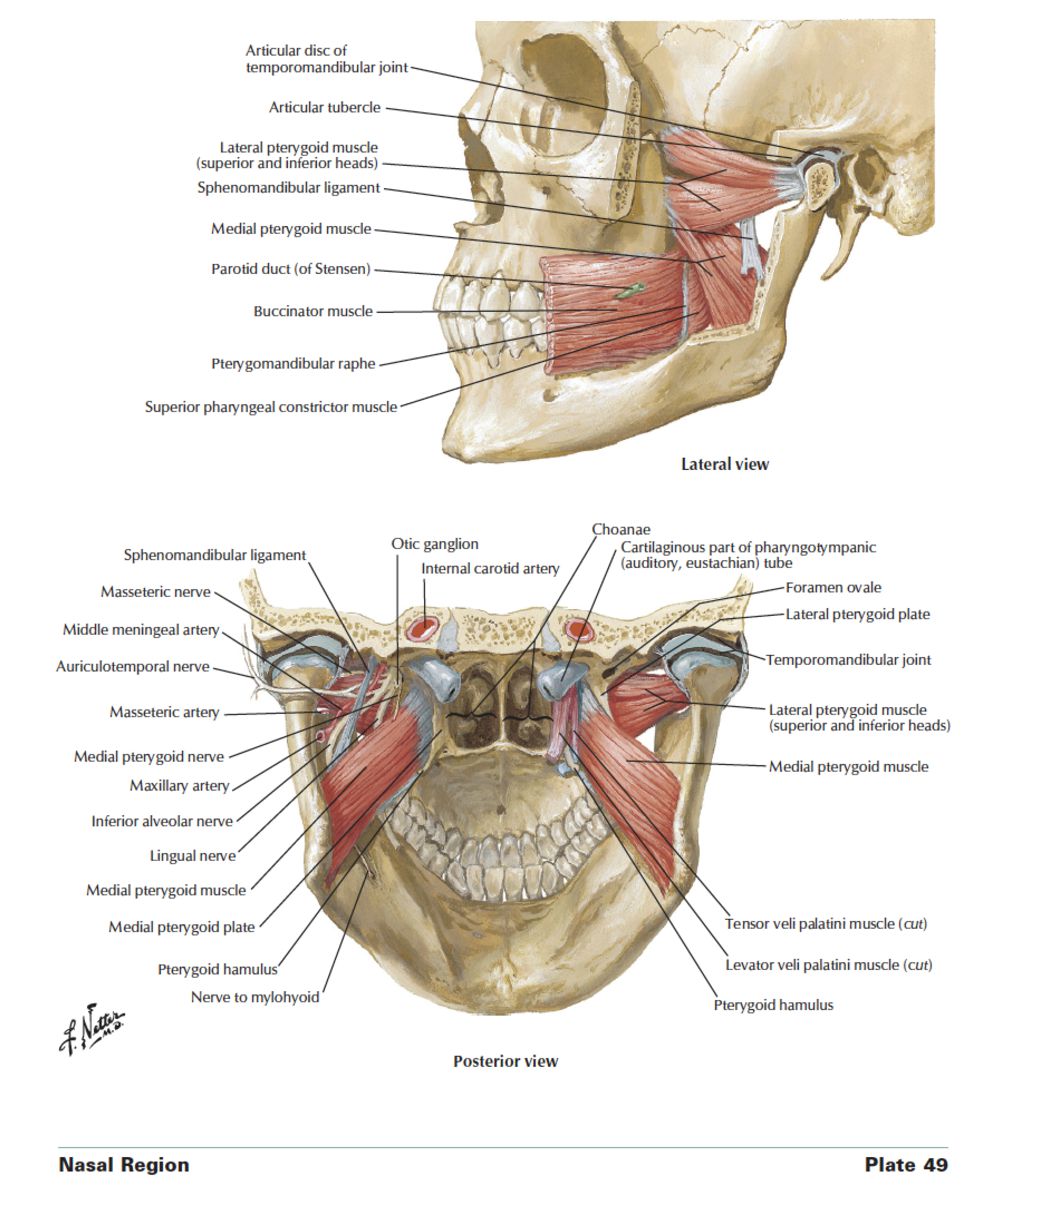 Articular disc of
temporomandibular joint
Articular tubercle
Lateral pterygoid muscle
(superior and inferior heads)
Sphenomandibular ligament
Medial pterygoid muscle
Parotid duct (of Stensen)
Buccinator muscle
Pterygomandibular raphe
Superior pharyngeal constrictor muscle
Lateral view
Choanae
Otic ganglion
Cartilaginous part of pharyngotympanic
(auditory, eustachian) tube
Sphenomandibular ligament
Internal carotid artery
Foramen ovale
Masseteric nerve
Lateral pterygoid plate
Middle meningeal artery
Temporomandibular joint
Auriculotemporal nerve
Masseteric artery
Lateral pterygoid muscle
(superior and inferior heads)
Medial pterygoid nerve
Medial pterygoid muscle
Maxillary artery
Inferior alveolar nerve
Lingual nerve
Medial pterygoid muscle
Medial pterygoid plate
Tensor veli palatini muscle (cut)
Pterygoid hamulus
Levator veli palatini muscle (cut)
Nerve to mylohyoid
Pterygoid hamulus
F. Netter
M.D.
Posterior view
Nasal Region
Plate 49